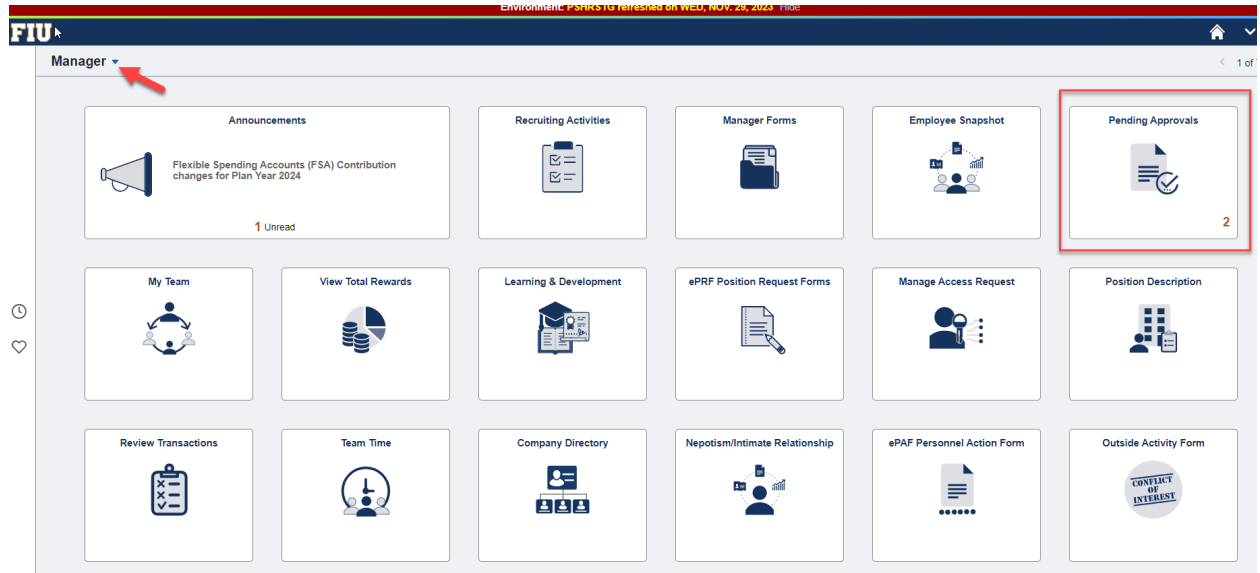 Environment: PSHRSTG refreshed on WED, NOV. 29, 2023 Hide
FIU
Manager
1 of
Announcements
Flexible Spending Accounts (FSA) Contribution
changes for Plan Year 2024
1 Unread
Recruiting Activities
Manager Forms
Employee Snapshot
Pending Approvals
2
My Team
View Total Rewards
Learning & Development
ePRF Position Request Forms
Manage Access Request
Position Description
Review Transactions
Team Time
Company Directory
Nepotism/Intimate Relationship
ePAF Personnel Action Form
Outside Activity Form
CONFLICT
OF
INTEREST